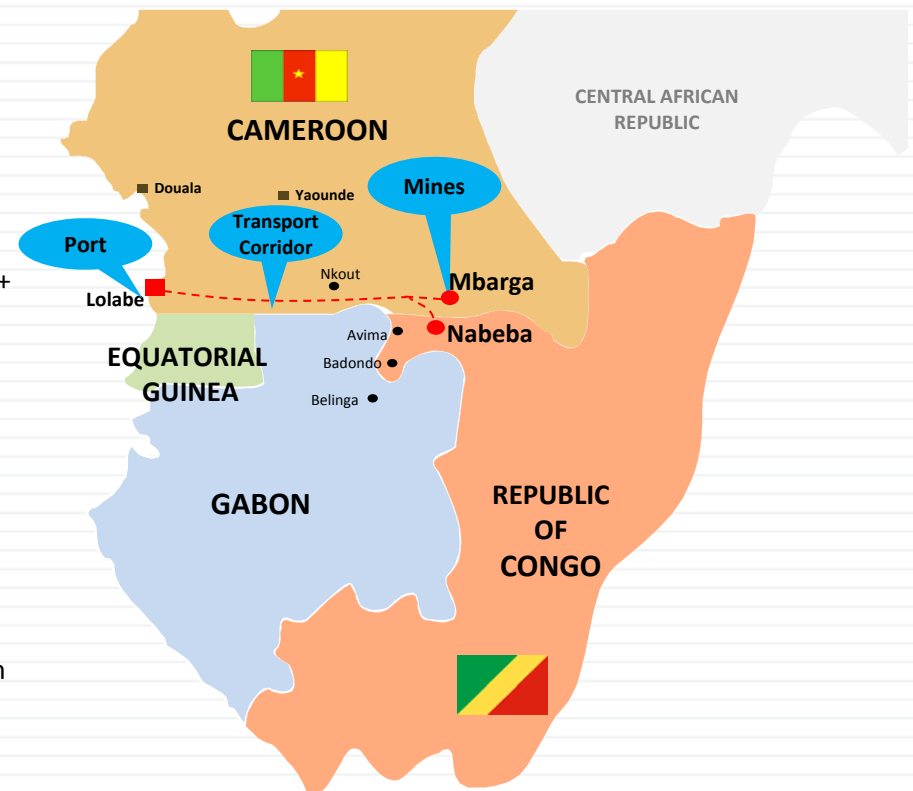 CENTRAL AFRICAN
REPUBLIC
CAMEROON
Mines
Douala
Yaounde
Transport
Corridor
Port
Nkout
+
Mbarga
Lolabe
Avima
Nabeba
EQUATORIAL
GUINEA
Badondo
Belinga
GABON
REPUBLIC
OF
CONGO